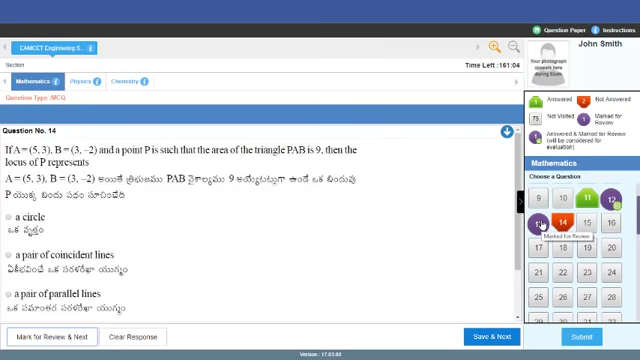 Question Paper
Instructions
EAMCET Engineering S...
Section
Time Left :161:04
Mathematics
Physics
Chemistry
Question Type :MCQ
Question No. 14
If A = (5, 3), B = (3, −2) and a point P is such that the area of the triangle PAB is 9, then the
locus of P represents
A = (5, 3), B = (3, −2) అయితే త్రిభుజము PAB వైశాల్యము 9 అయ్యేటట్లుగా ఉండే ఒక బిందువు
P యొక్క బిందు పథం సూచించేది
a circle
ఒక వృత్తం
a pair of coincident lines
ఏకీభవించే ఒక సరళరేఖా యుగ్మం
a pair of parallel lines
ఒక సమాంతర సరళరేఖా యుగ్మం
Mark for Review & Next
Clear Response
Save & Next
Version : 17.03.00
Your photograph appears here during Exam
John Smith
1 Answered
2 Not Answered
75 Not Visited
1 Marked for Review
Answered & Marked for Review (will be considered for evaluation)
Mathematics
Choose a Question
9 10 11 12
14 15 16
Marked for Review
17 18 19 20
21 22 23 24
25 26 27 28
Submit